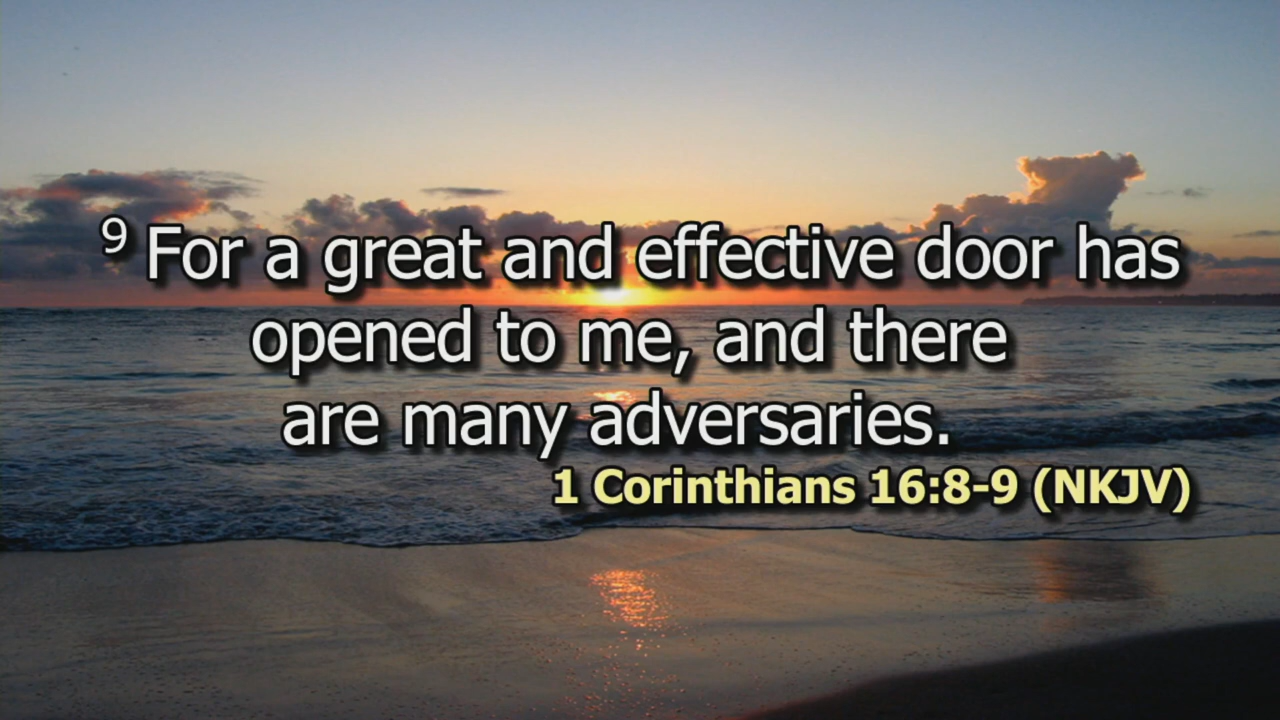 9 For a great and effective door has
opened to me, and there
are many adversaries.
1 Corinthians 16:8-9 (NKJV)